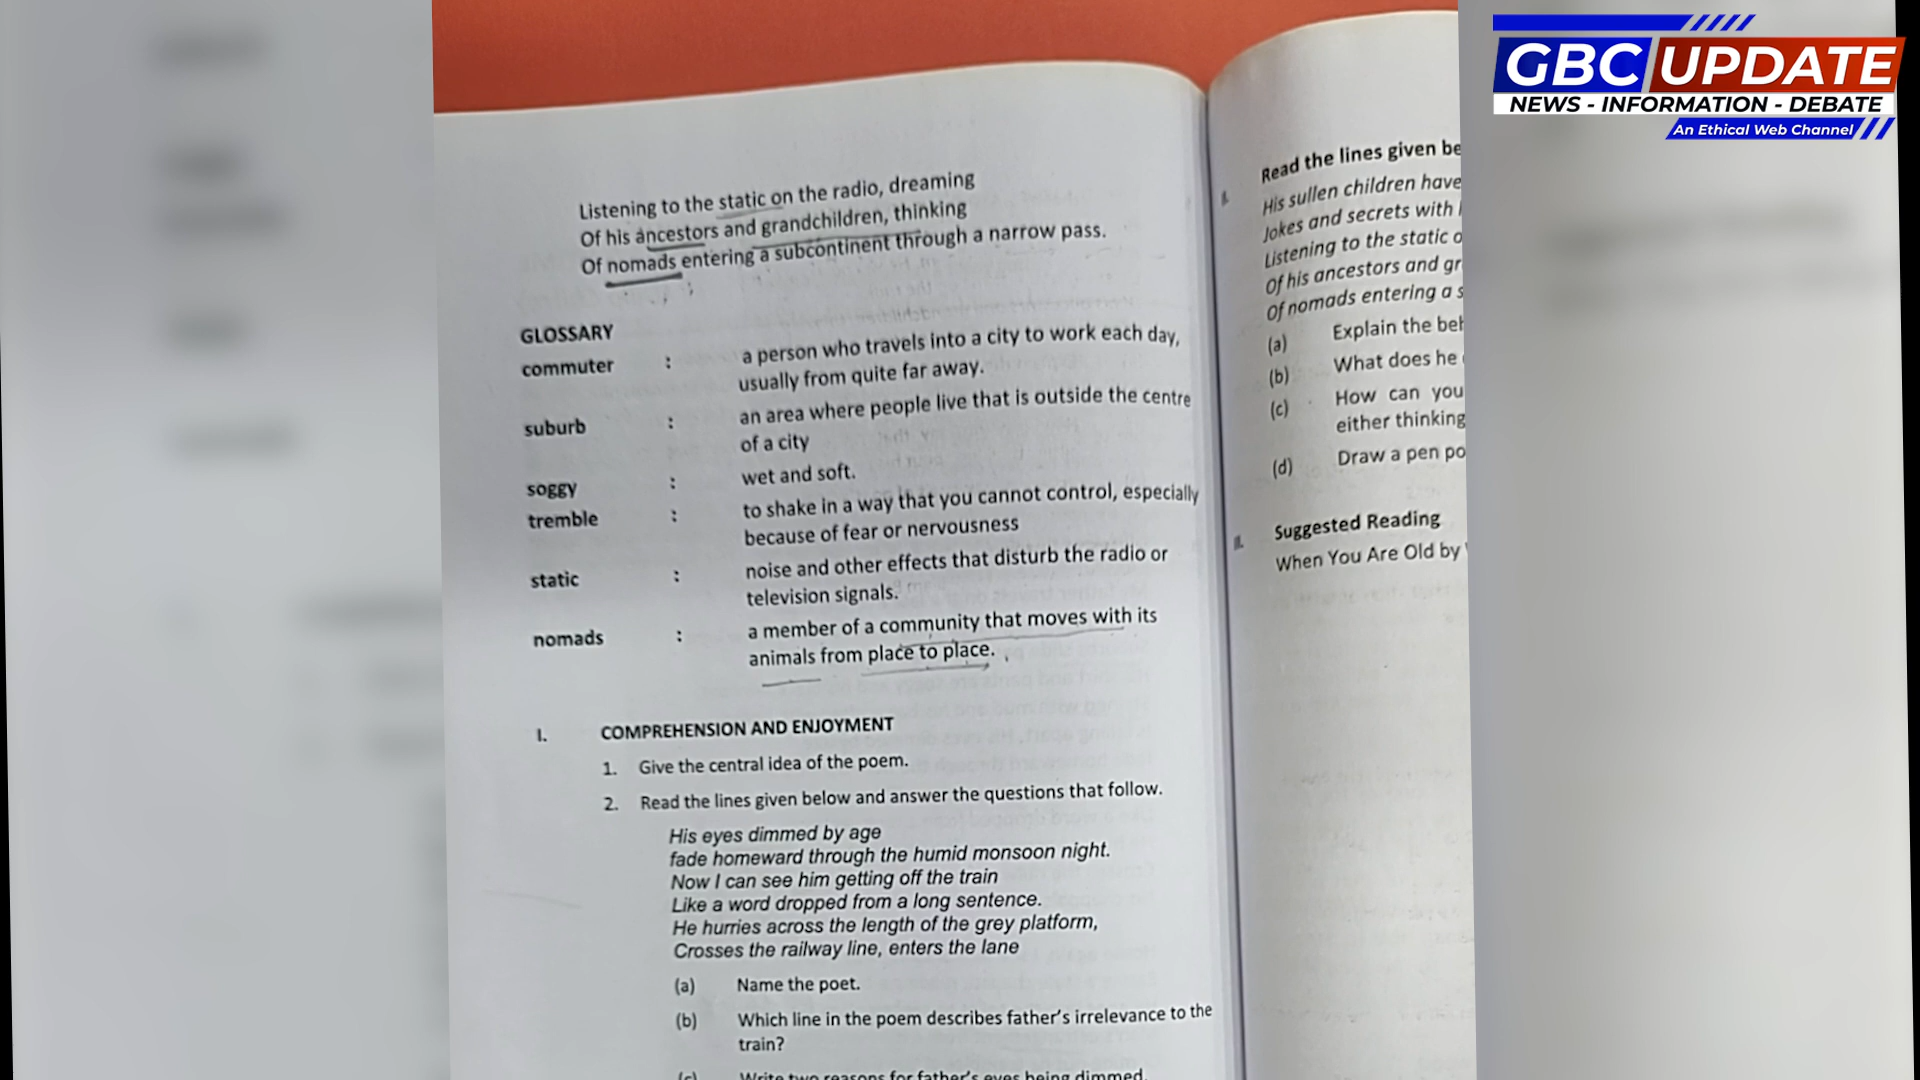 Listening to the static on the radio, dreaming
Of his ancestors and grandchildren, thinking
Of nomads entering a subcontinent through a narrow pass.
GLOSSARY
commuter : a person who travels into a city to work each day,
usually from quite far away.
suburb : an area where people live that is outside the centre
of a city
soggy : wet and soft.
tremble : to shake in a way that you cannot control, especially
because of fear or nervousness
static : noise and other effects that disturb the radio or
television signals.
nomads : a member of a community that moves with its
animals from place to place.
I. COMPREHENSION AND ENJOYMENT
1. Give the central idea of the poem.
2. Read the lines given below and answer the questions that follow.
His eyes dimmed by age
fade homeward through the humid monsoon night.
Now I can see him getting off the train
Like a word dropped from a long sentence.
He hurries across the length of the grey platform,
Crosses the railway line, enters the lane
(a) Name the poet.
(b) Which line in the poem describes father's irrelevance to the
train?
(c) Write two reasons for father's eyes being dimmed.
Read the lines given be
His sullen children have
Jokes and secrets with
Listening to the static o
Of his ancestors and gr
Of nomads entering a s
(a) Explain the beh
(b) What does he
(c) How can you
either thinking
(d) Draw a pen po
II. Suggested Reading
When You Are Old by
GBC UPDATE
NEWS - INFORMATION - DEBATE
An Ethical Web Channel